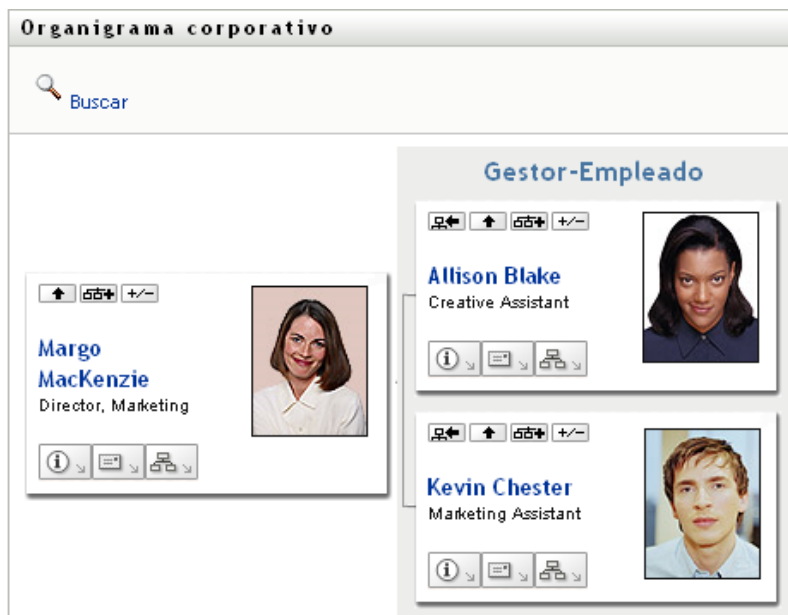 Organigrama corporativo
Buscar
Gestor-Empleado
+/-
Allison Blake
Creative Assistant
+/-
Margo
MacKenzie
Director, Marketing
+/-
Kevin Chester
Marketing Assistant